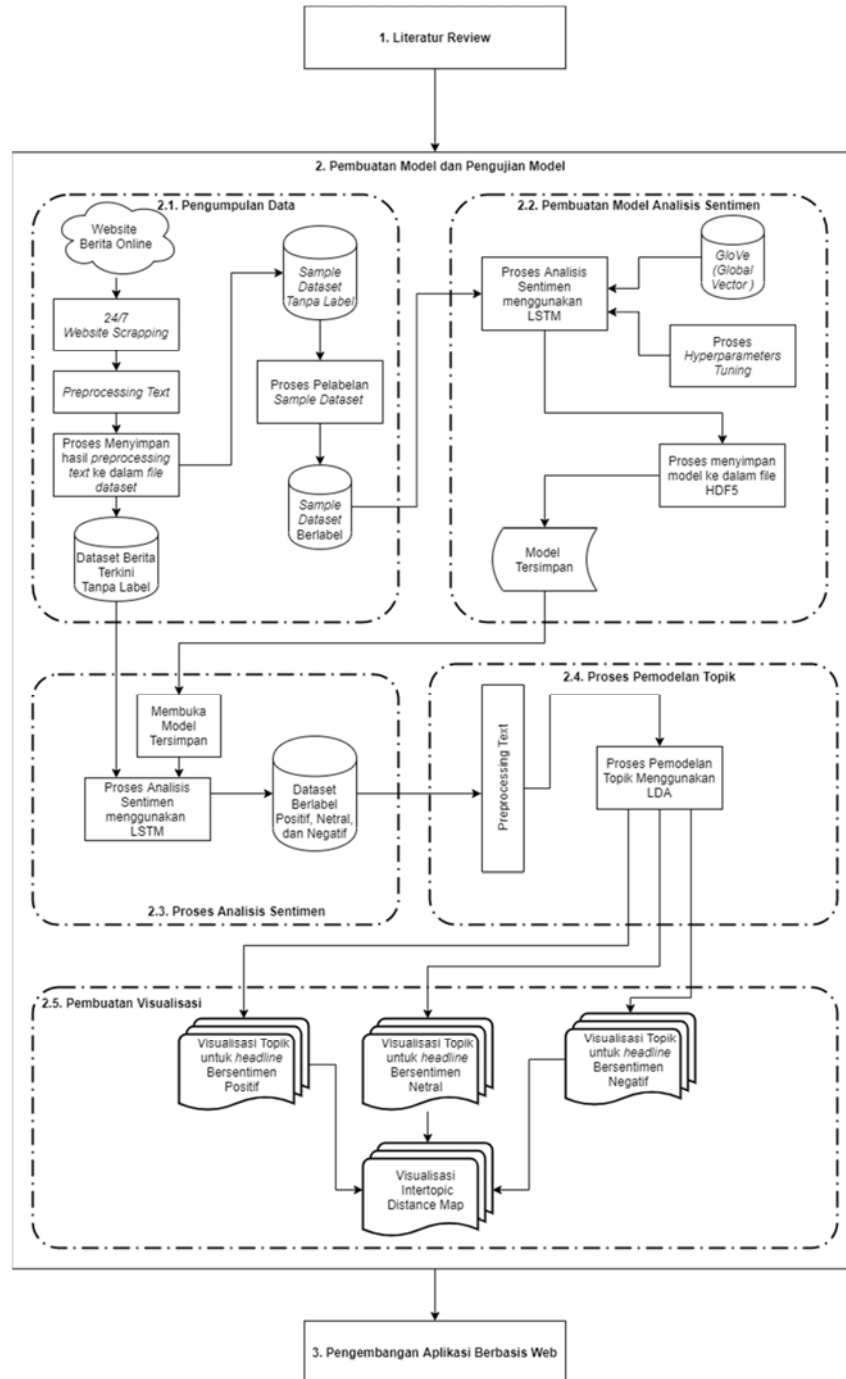 1. Literatur Review
2. Pembuatan Model dan Pengujian Model
2.1. Pengumpulan Data
Website
Berita Online
24/7
Website Scrapping
Preprocessing Text
Proses Menyimpan
hasil preprocessing
text ke dalam file
dataset
Dataset Berita
Terkini
Tanpa Label
Sample
Dataset
Tanpa Label
Proses Pelabelan
Sample Dataset
Sample
Dataset
Berlabel
2.2. Pembuatan Model Analisis Sentimen
Proses Analisis
Sentimen
menggunakan
LSTM
GloVe
(Global
Vector )
Proses
Hyperparameters
Tuning
Proses menyimpan
model ke dalam file
HDF5
Model
Tersimpan
Membuka
Model
Tersimpan
Proses Analisis
Sentimen
menggunakan
LSTM
Dataset
Berlabel
Positif, Netral,
dan Negatif
2.3. Proses Analisis Sentimen
2.4. Proses Pemodelan Topik
Preprocessing Text
Proses Pemodelan
Topik Menggunakan
LDA
2.5. Pembuatan Visualisasi
Visualisasi Topik
untuk headline
Bersentimen
Positif
Visualisasi Topik
untuk headline
Bersentimen
Netral
Visualisasi Topik
untuk headline
Bersentimen
Negatif
Visualisasi
Intertopic
Distance Map
3. Pengembangan Aplikasi Berbasis Web